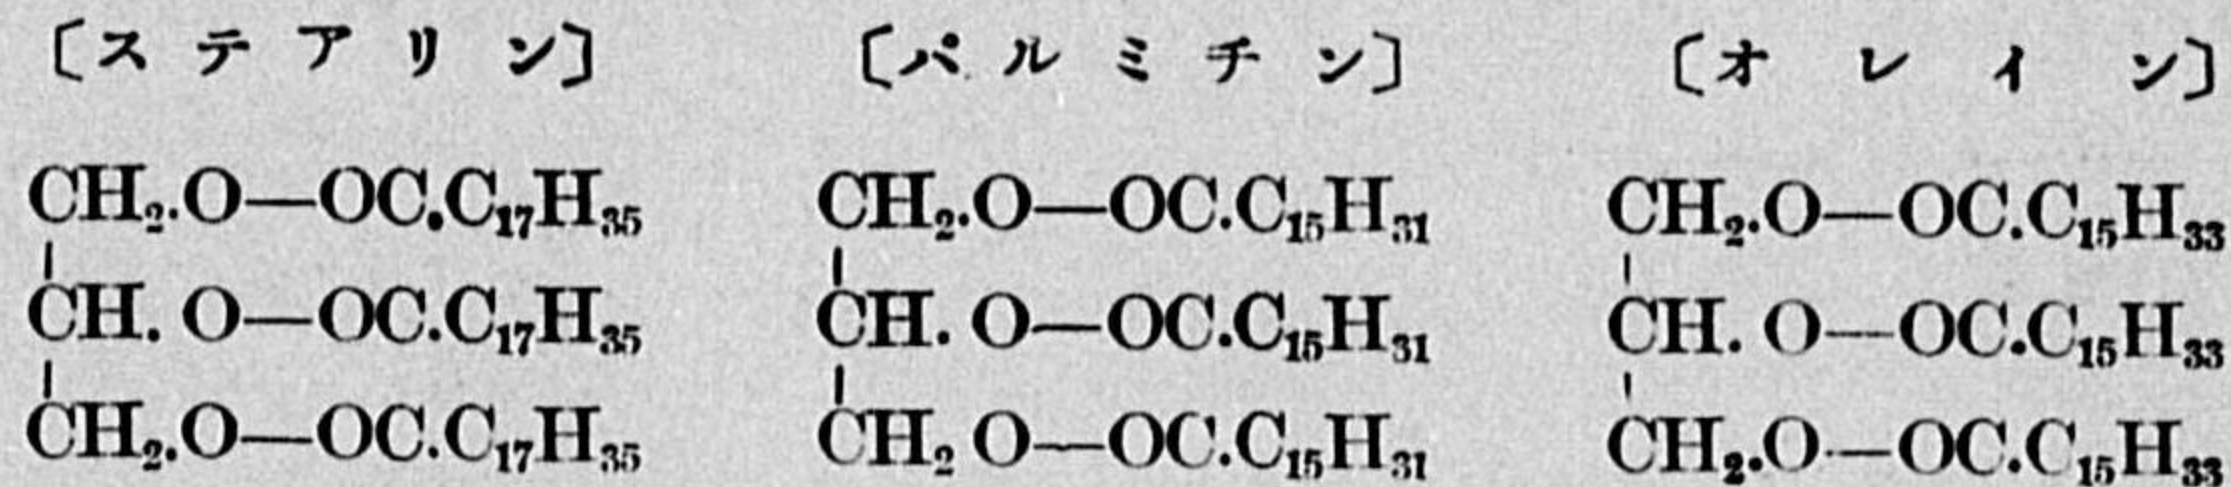 〔ステアリン〕 〔パルミチン〕 〔オレイン〕
CH₂.O—OC.C₁₇H₃₅ CH₂.O—OC.C₁₅H₃₁ CH₂.O—OC.C₁₅H₃₃
CH. O—OC.C₁₇H₃₅ CH. O—OC.C₁₅H₃₁ CH. O—OC.C₁₅H₃₃
CH₂.O—OC.C₁₇H₃₅ CH₂ O—OC.C₁₅H₃₁ CH₂.O—OC.C₁₅H₃₃